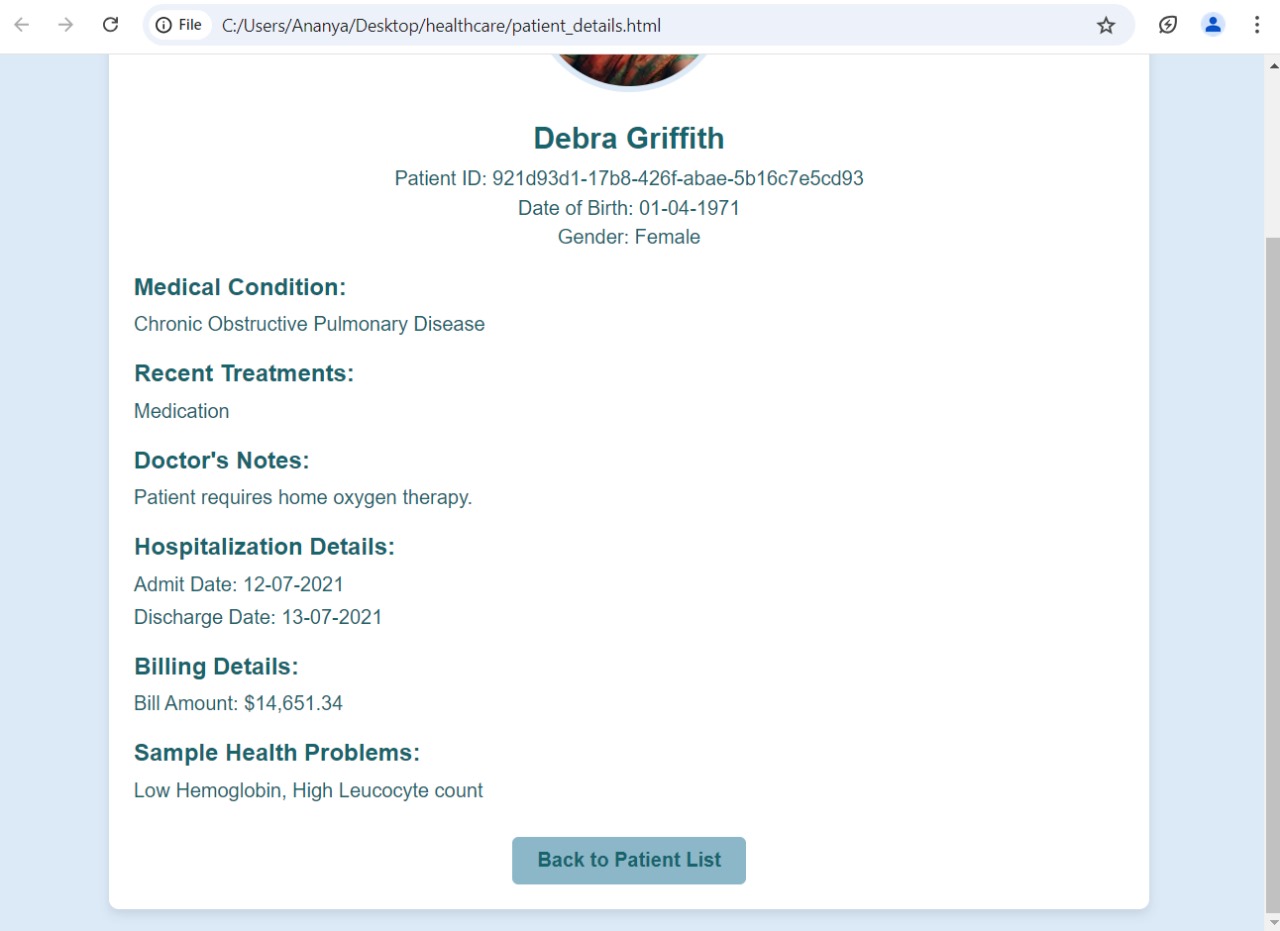 File C:/Users/Ananya/Desktop/healthcare/patient_details.html
Debra Griffith
Patient ID: 921d93d1-17b8-426f-abae-5b16c7e5cd93
Date of Birth: 01-04-1971
Gender: Female
Medical Condition:
Chronic Obstructive Pulmonary Disease
Recent Treatments:
Medication
Doctor's Notes:
Patient requires home oxygen therapy.
Hospitalization Details:
Admit Date: 12-07-2021
Discharge Date: 13-07-2021
Billing Details:
Bill Amount: $14,651.34
Sample Health Problems:
Low Hemoglobin, High Leucocyte count
Back to Patient List